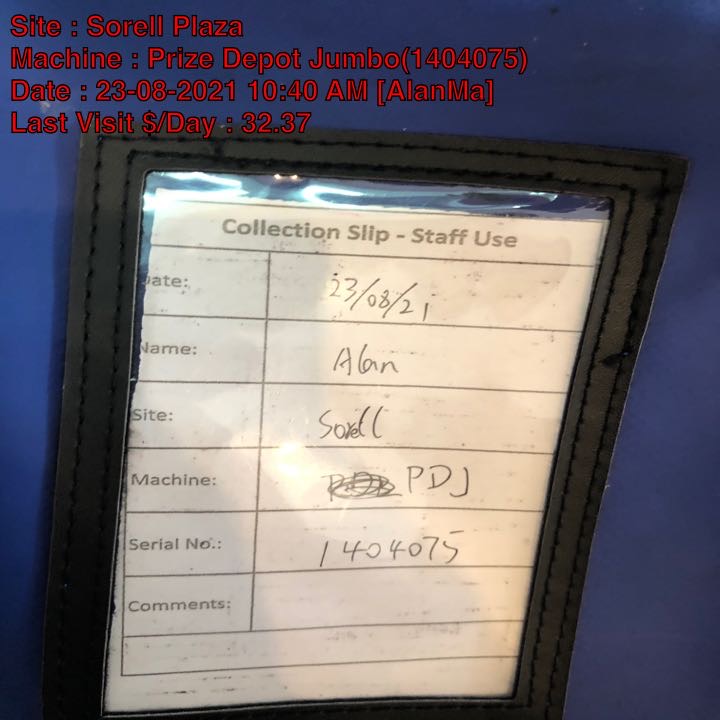 Site : Sorell Plaza
Machine : Prize Depot Jumbo(1404075)
Date : 23-08-2021 10:40 AM [AlanMa]
Last Visit $/Day : 32.37
Collection Slip - Staff Use
Date: 23/08/21
Name: Alan
Site: Sorell
Machine: PDJ
Serial No.: 1404075
Comments: